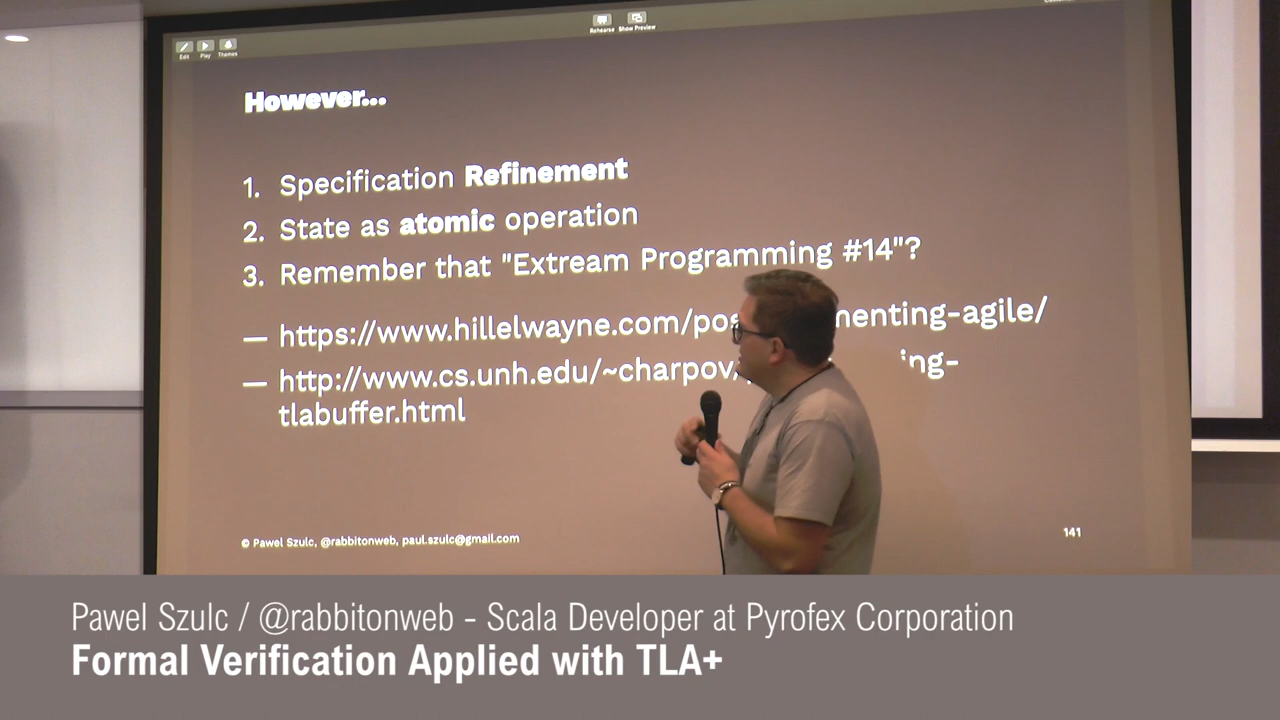 Edit Play Themes Rehearse Show Preview
However...
1. Specification Refinement
2. State as atomic operation
3. Remember that "Extream Programming #14"?
— https://www.hillelwayne.com/pos menting-agile/
— http://www.cs.unh.edu/~charpov/ ing-
tlabuffer.html
© Pawel Szulc, @rabbitonweb, paul.szulc@gmail.com
141
Pawel Szulc / @rabbitonweb - Scala Developer at Pyrofex Corporation
Formal Verification Applied with TLA+